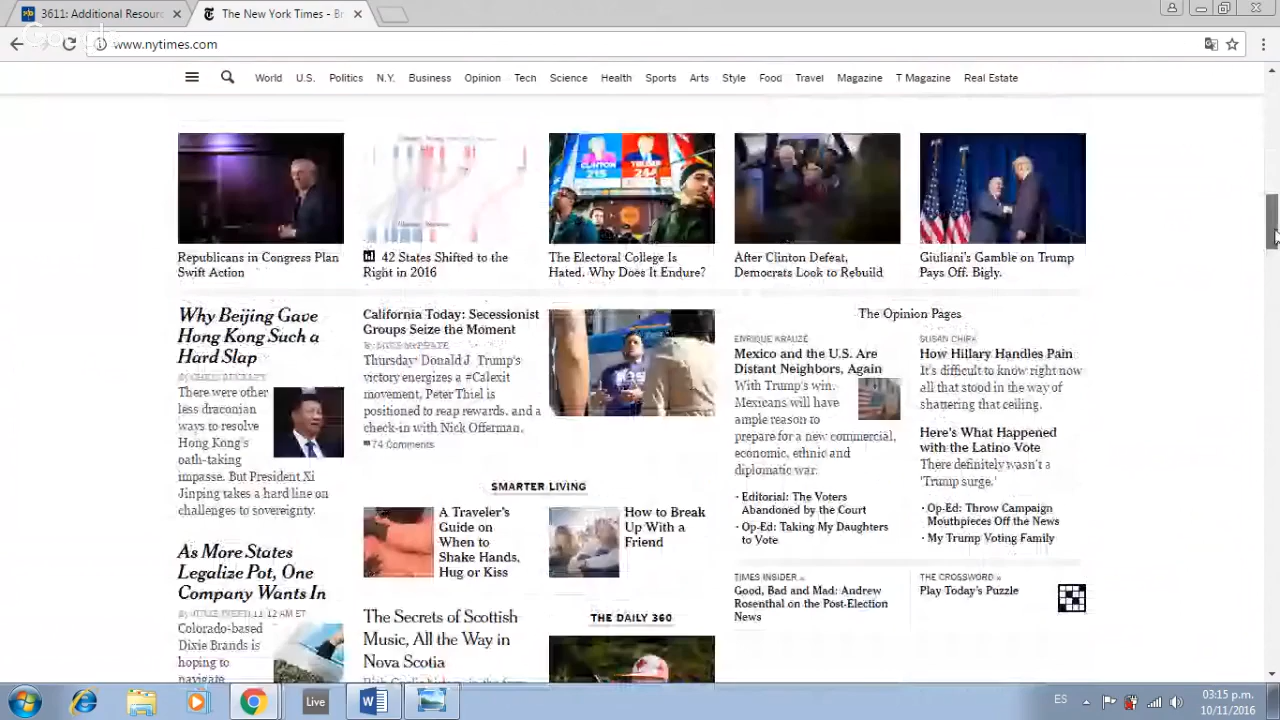 3611: Additional Resour
The New York Times - Br
www.nytimes.com
World U.S. Politics N.Y. Business Opinion Tech Science Health Sports Arts Style Food Travel Magazine T Magazine Real Estate
CLINTON TRUMP
215
Republicans in Congress Plan
Swift Action
42 States Shifted to the
Right in 2016
The Electoral College Is
Hated. Why Does It Endure?
After Clinton Defeat,
Democrats Look to Rebuild
Giuliani's Gamble on Trump
Pays Off. Bigly.
Why Beijing Gave
Hong Kong Such a
Hard Slap
There were other
less draconian
ways to resolve
Hong Kong's
oath-taking
impasse. But President Xi
Jinping takes a hard line on
challenges to sovereignty.
As More States
Legalize Pot, One
Company Wants In
12 AM ET
Colorado-based
Dixie Brands is
hoping to
navigate
California Today: Secessionist
Groups Seize the Moment
Thursday: Donald J. Trump's
victory energizes a #Calexit
movement, Peter Thiel is
positioned to reap rewards, and a
check-in with Nick Offerman.
74 Comments
SMARTER LIVING
A Traveler's
Guide on
When to
Shake Hands,
Hug or Kiss
How to Break
Up With a
Friend
The Secrets of Scottish
Music, All the Way in
Nova Scotia
THE DAILY 360
The Opinion Pages
ENRIQUE KRAUZE
Mexico and the U.S. Are
Distant Neighbors, Again
With Trump's win,
Mexicans will have
ample reason to
prepare for a new commercial,
economic, ethnic and
diplomatic war.
· Editorial: The Voters
Abandoned by the Court
· Op-Ed: Taking My Daughters
to Vote
SUSAN CHIRA
How Hillary Handles Pain
It's difficult to know right now
all that stood in the way of
shattering that ceiling.
Here's What Happened
with the Latino Vote
There definitely wasn't a
'Trump surge.'
· Op-Ed: Throw Campaign
Mouthpieces Off the News
· My Trump Voting Family
TIMES INSIDER »
Good, Bad and Mad: Andrew
Rosenthal on the Post-Election
News
THE CROSSWORD »
Play Today's Puzzle
Live
ES
03:15 p.m.
10/11/2016